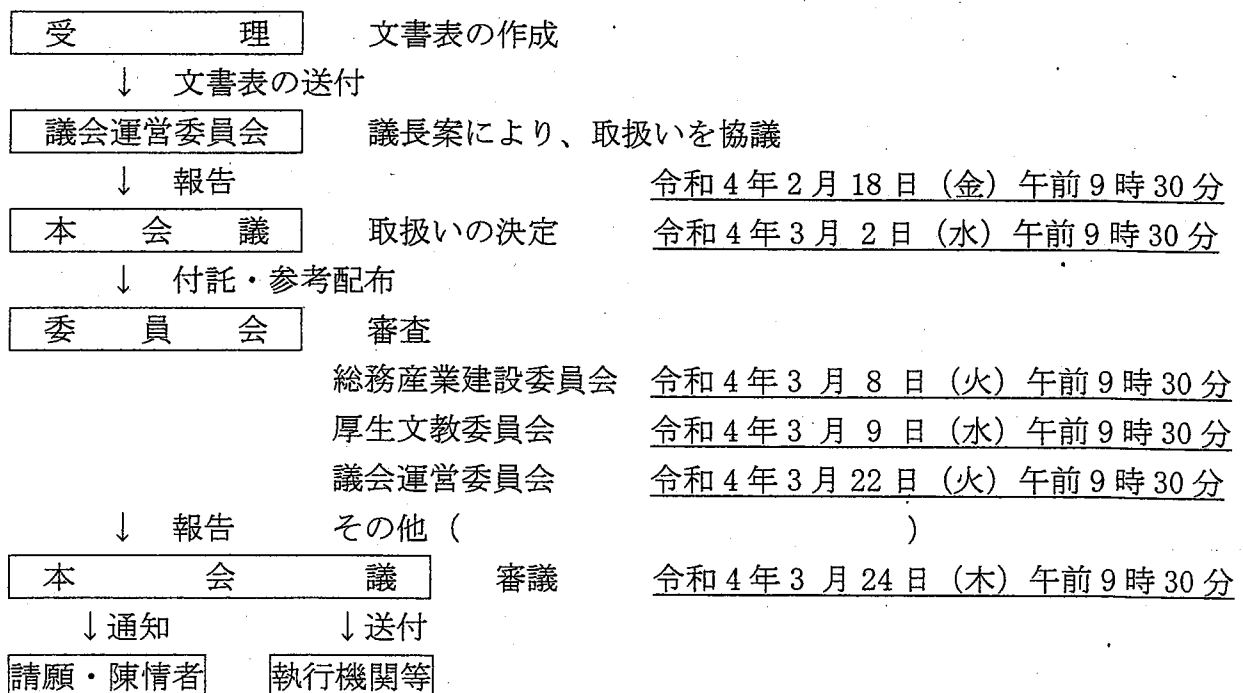 受　理　文書表の作成
↓　文書表の送付
議会運営委員会　議長案により、取扱いを協議
↓　報告　令和4年2月18日（金）午前9時30分
本　会　議　取扱いの決定　令和4年3月 2日（水）午前9時30分
↓　付託・参考配布
委　員　会　審査
総務産業建設委員会　令和4年3月 8 日（火）午前9時30分
厚生文教委員会　令和4年3月 9 日（水）午前9時30分
議会運営委員会　令和4年3月22日（火）午前9時30分
↓　報告　その他（　　　　　　　　　　）
本　会　議　審議　令和4年3月24日（木）午前9時30分
↓通知　↓送付
請願・陳情者　執行機関等